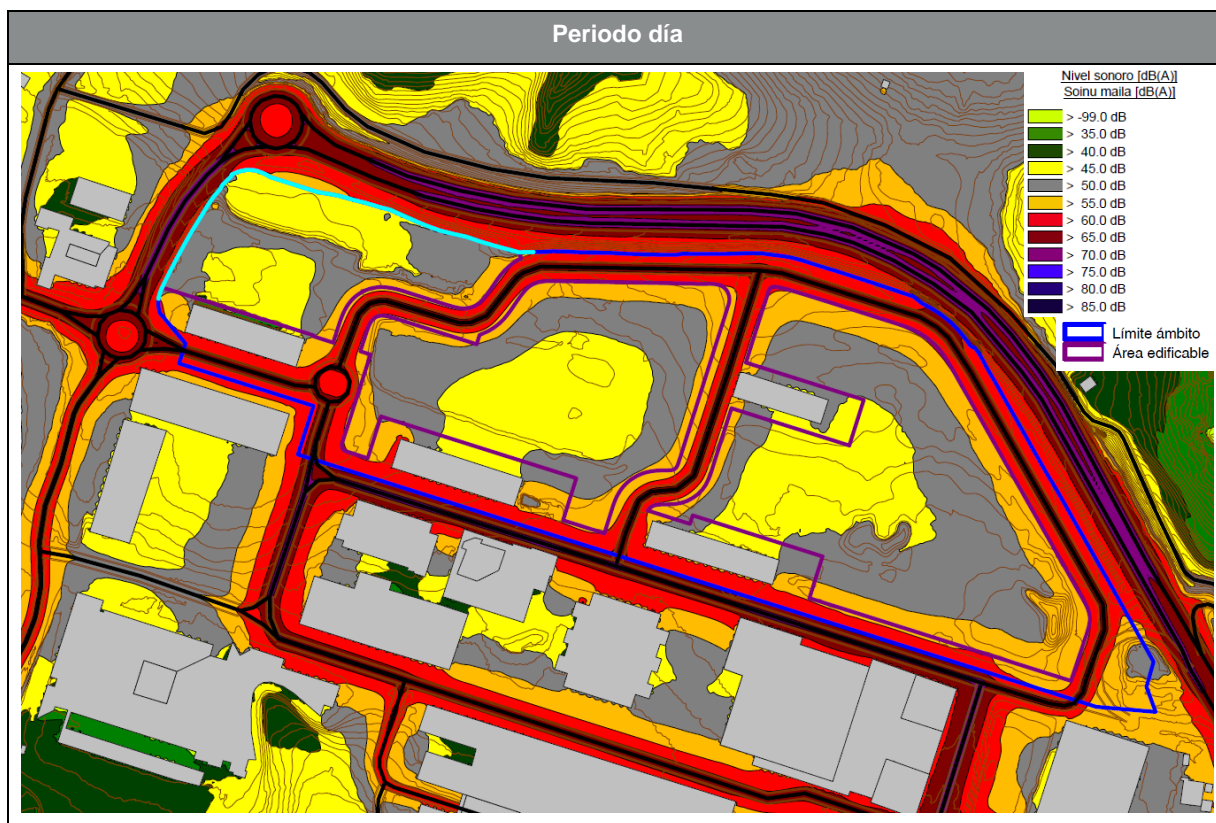 Periodo día
Nivel sonoro [dB(A)]
Soinu maila [dB(A)]
> -99.0 dB
> 35.0 dB
> 40.0 dB
> 45.0 dB
> 50.0 dB
> 55.0 dB
> 60.0 dB
> 65.0 dB
> 70.0 dB
> 75.0 dB
> 80.0 dB
> 85.0 dB
Límite ámbito
Área edificable